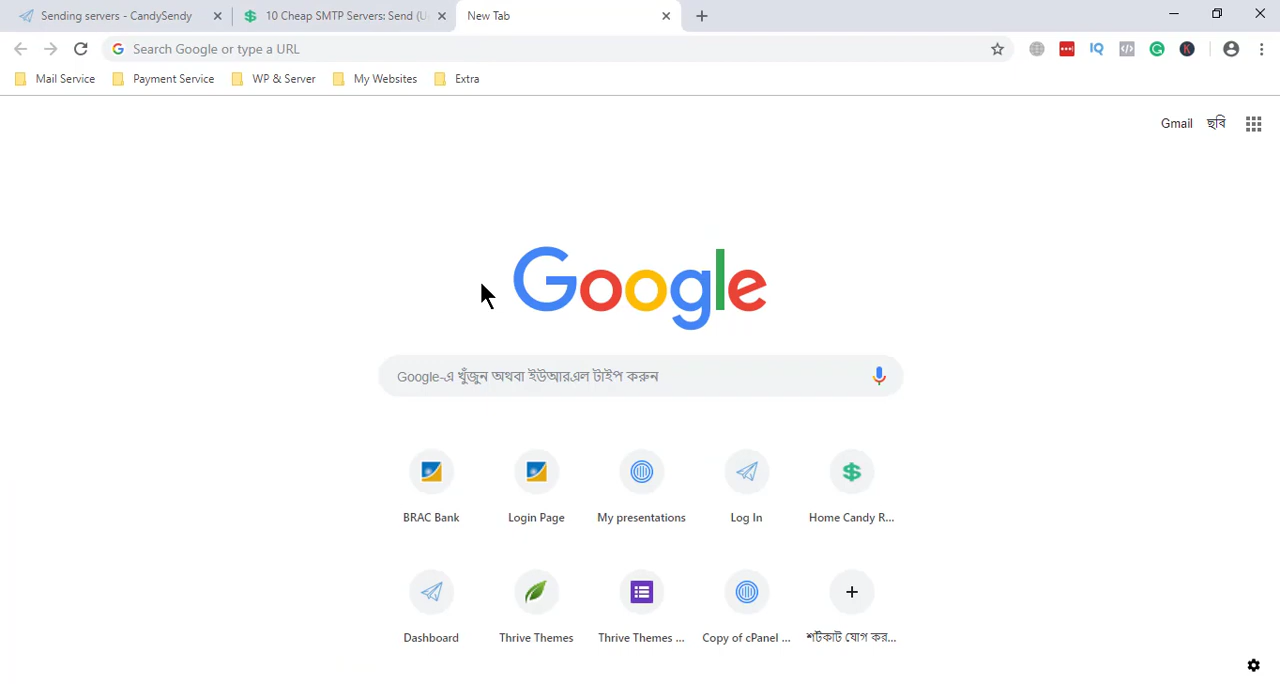 Sending servers - CandySendy
10 Cheap SMTP Servers: Send (U
New Tab
Search Google or type a URL
IQ
K
Mail Service
Payment Service
WP & Server
My Websites
Extra
Gmail
ছবি
Google
Google-এ খুঁজুন অথবা ইউআরএল টাইপ করুন
BRAC Bank
Login Page
My presentations
Log In
Home Candy R...
Dashboard
Thrive Themes
Thrive Themes ...
Copy of cPanel ...
শর্টকাট যোগ কর...